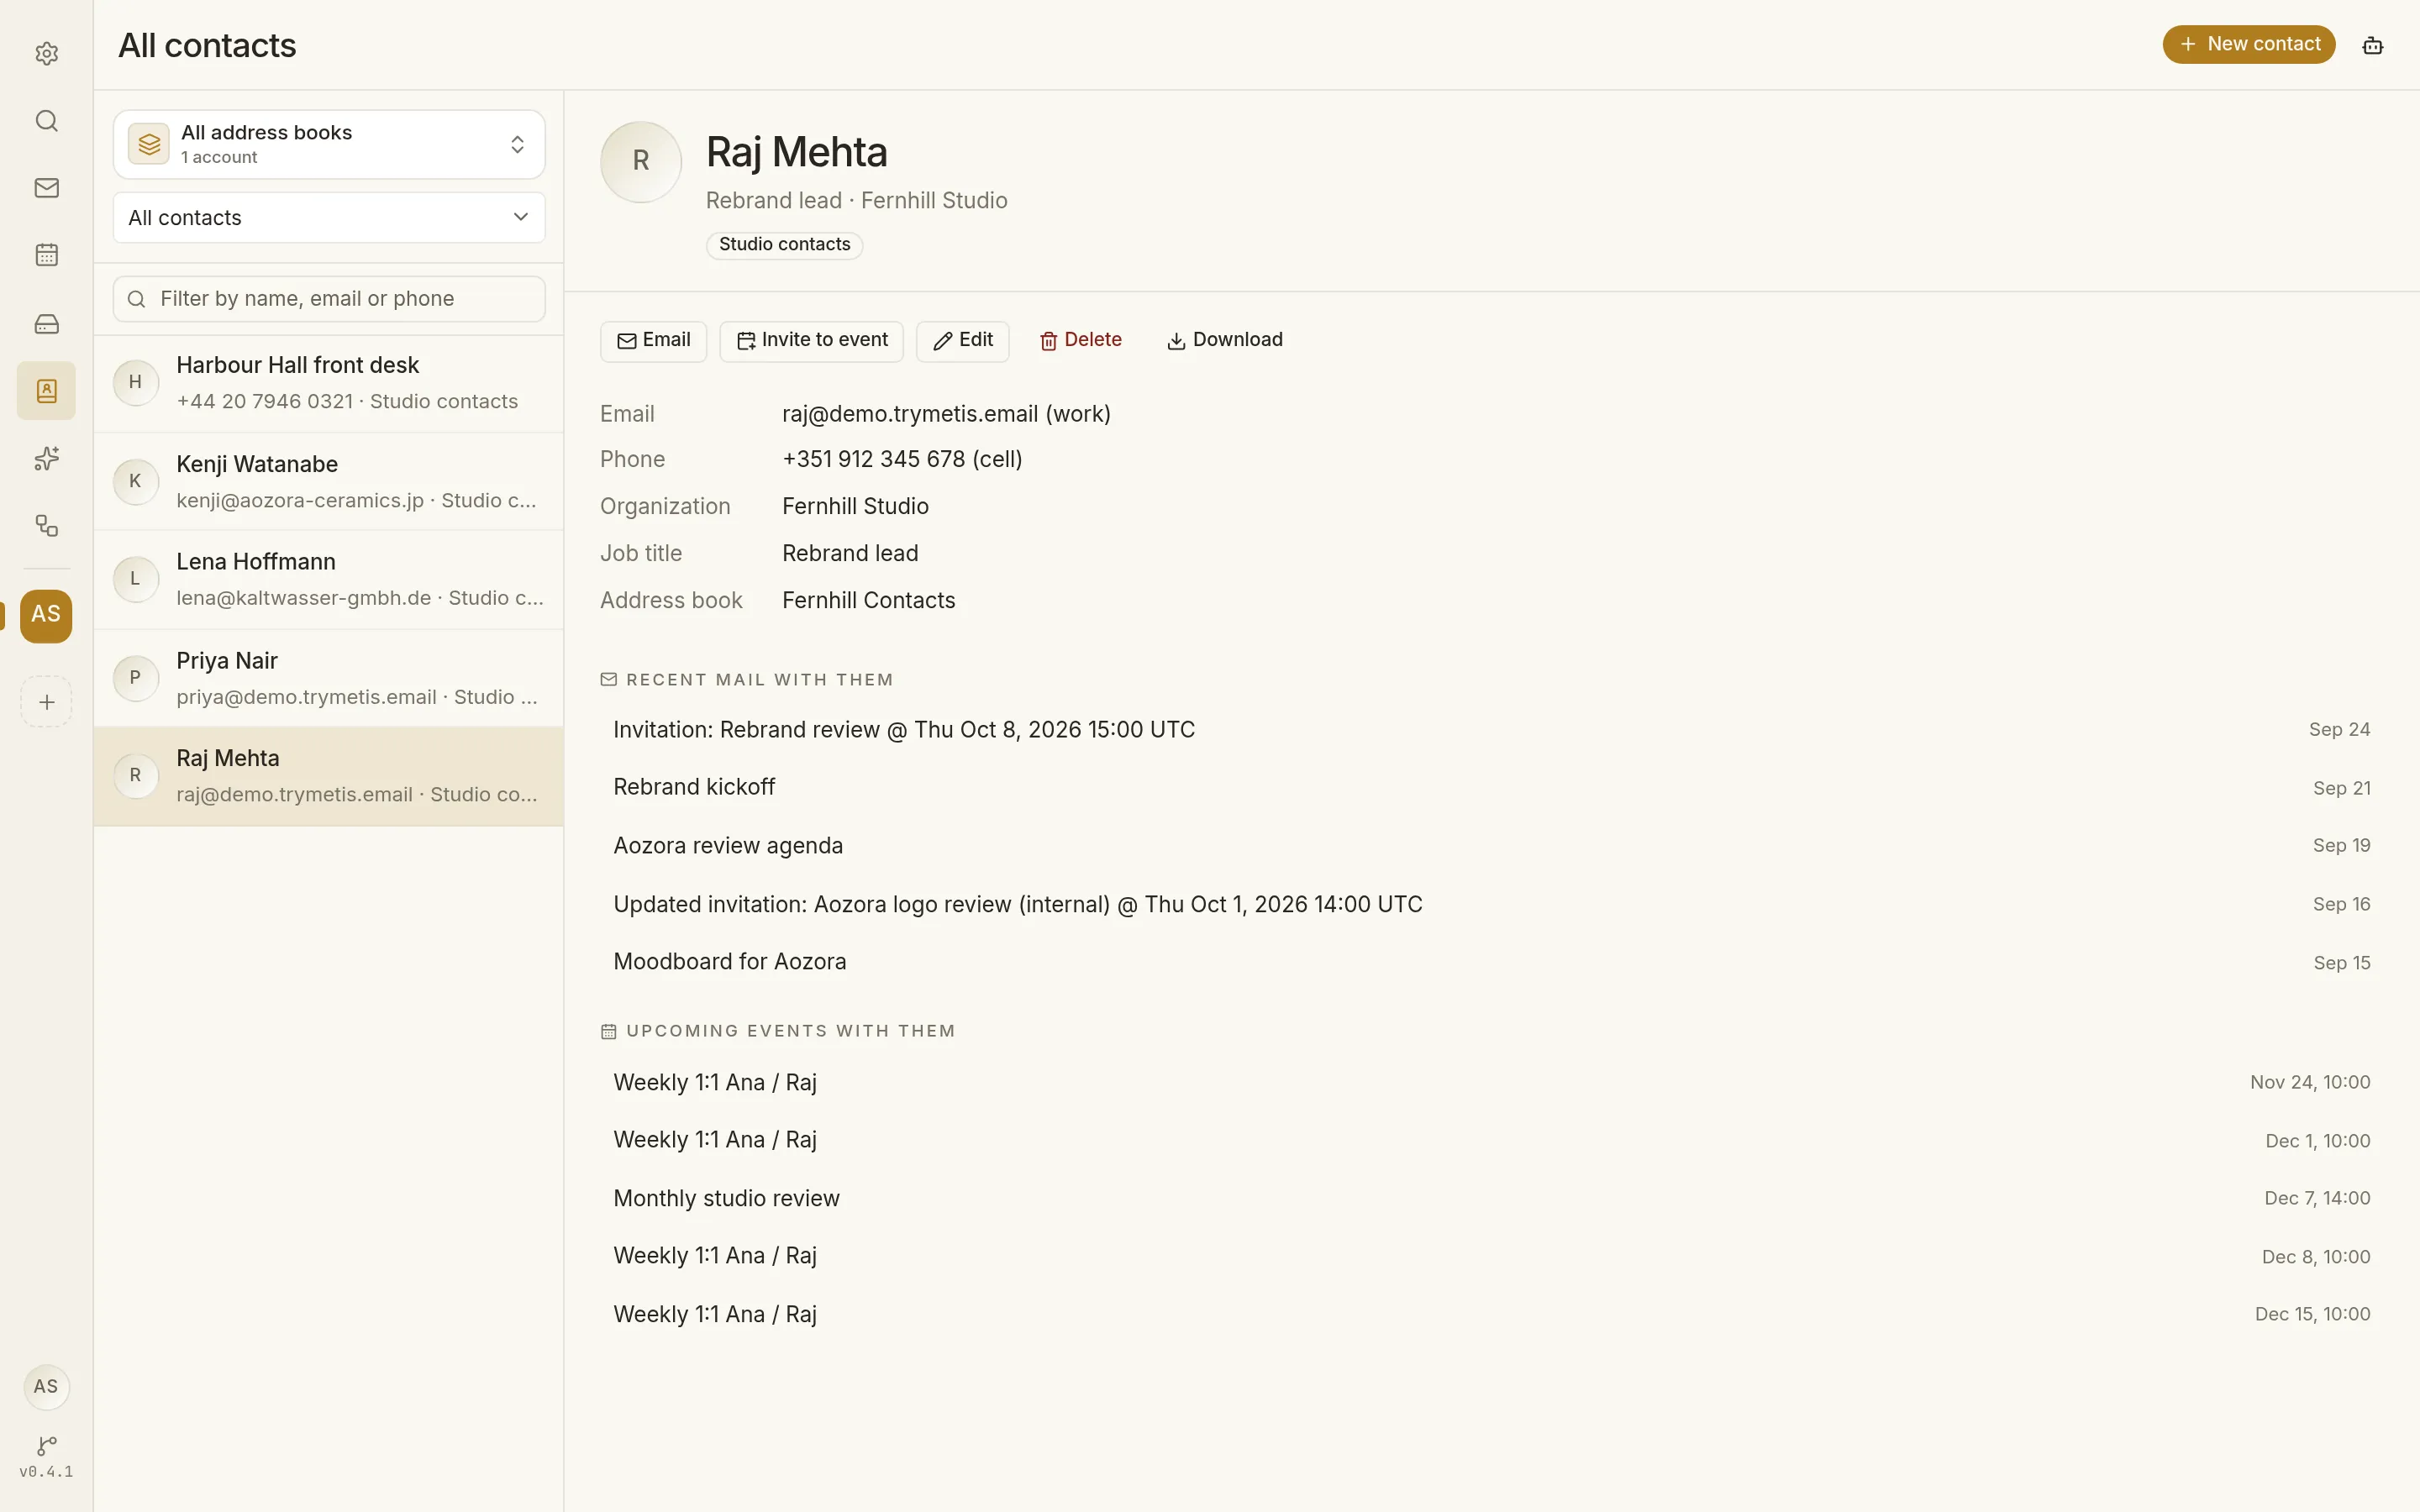 All contacts
New contact
All address books
1 account
All contacts
Filter by name, email or phone
H
Harbour Hall front desk
+44 20 7946 0321 · Studio contacts
K
Kenji Watanabe
kenji@aozora-ceramics.jp · Studio c...
L
Lena Hoffmann
lena@kaltwasser-gmbh.de · Studio c...
P
Priya Nair
priya@demo.trymetis.email · Studio ...
R
Raj Mehta
raj@demo.trymetis.email · Studio co...
AS
AS
v0.4.1
R
Raj Mehta
Rebrand lead · Fernhill Studio
Studio contacts
Email
Invite to event
Edit
Delete
Download
Email raj@demo.trymetis.email (work)
Phone +351 912 345 678 (cell)
Organization Fernhill Studio
Job title Rebrand lead
Address book Fernhill Contacts
RECENT MAIL WITH THEM
Invitation: Rebrand review @ Thu Oct 8, 2026 15:00 UTC Sep 24
Rebrand kickoff Sep 21
Aozora review agenda Sep 19
Updated invitation: Aozora logo review (internal) @ Thu Oct 1, 2026 14:00 UTC Sep 16
Moodboard for Aozora Sep 15
UPCOMING EVENTS WITH THEM
Weekly 1:1 Ana / Raj Nov 24, 10:00
Weekly 1:1 Ana / Raj Dec 1, 10:00
Monthly studio review Dec 7, 14:00
Weekly 1:1 Ana / Raj Dec 8, 10:00
Weekly 1:1 Ana / Raj Dec 15, 10:00